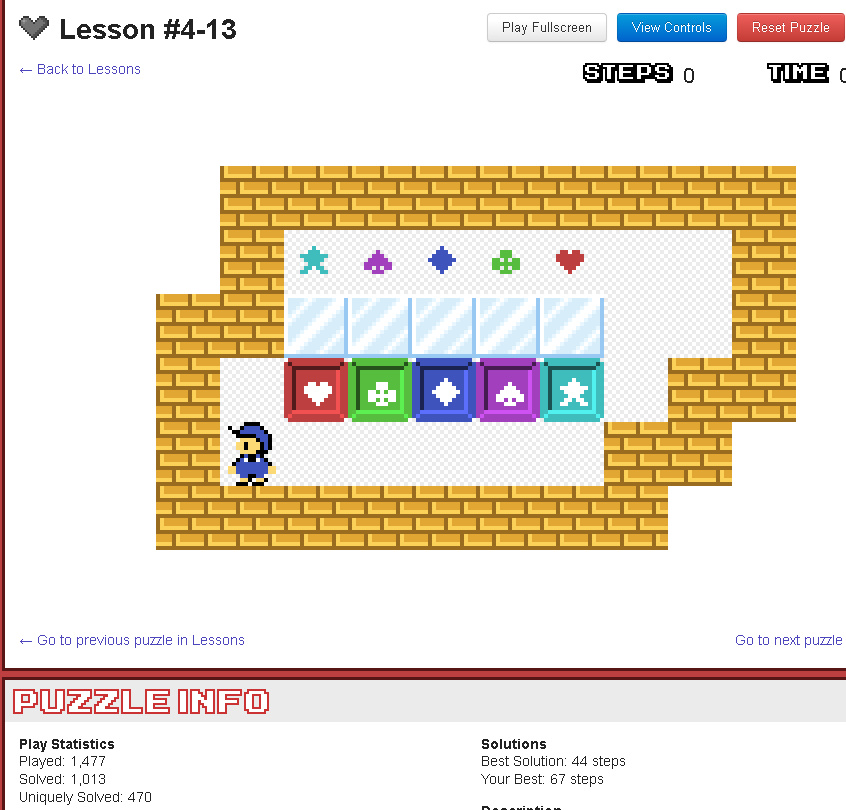 Lesson #4-13
Play Fullscreen
View Controls
Reset Puzzle
← Back to Lessons
STEPS 0
TIME 0
← Go to previous puzzle in Lessons
Go to next puzzle
PUZZLE INFO
Play Statistics
Played: 1,477
Solved: 1,013
Uniquely Solved: 470
Solutions
Best Solution: 44 steps
Your Best: 67 steps
Description